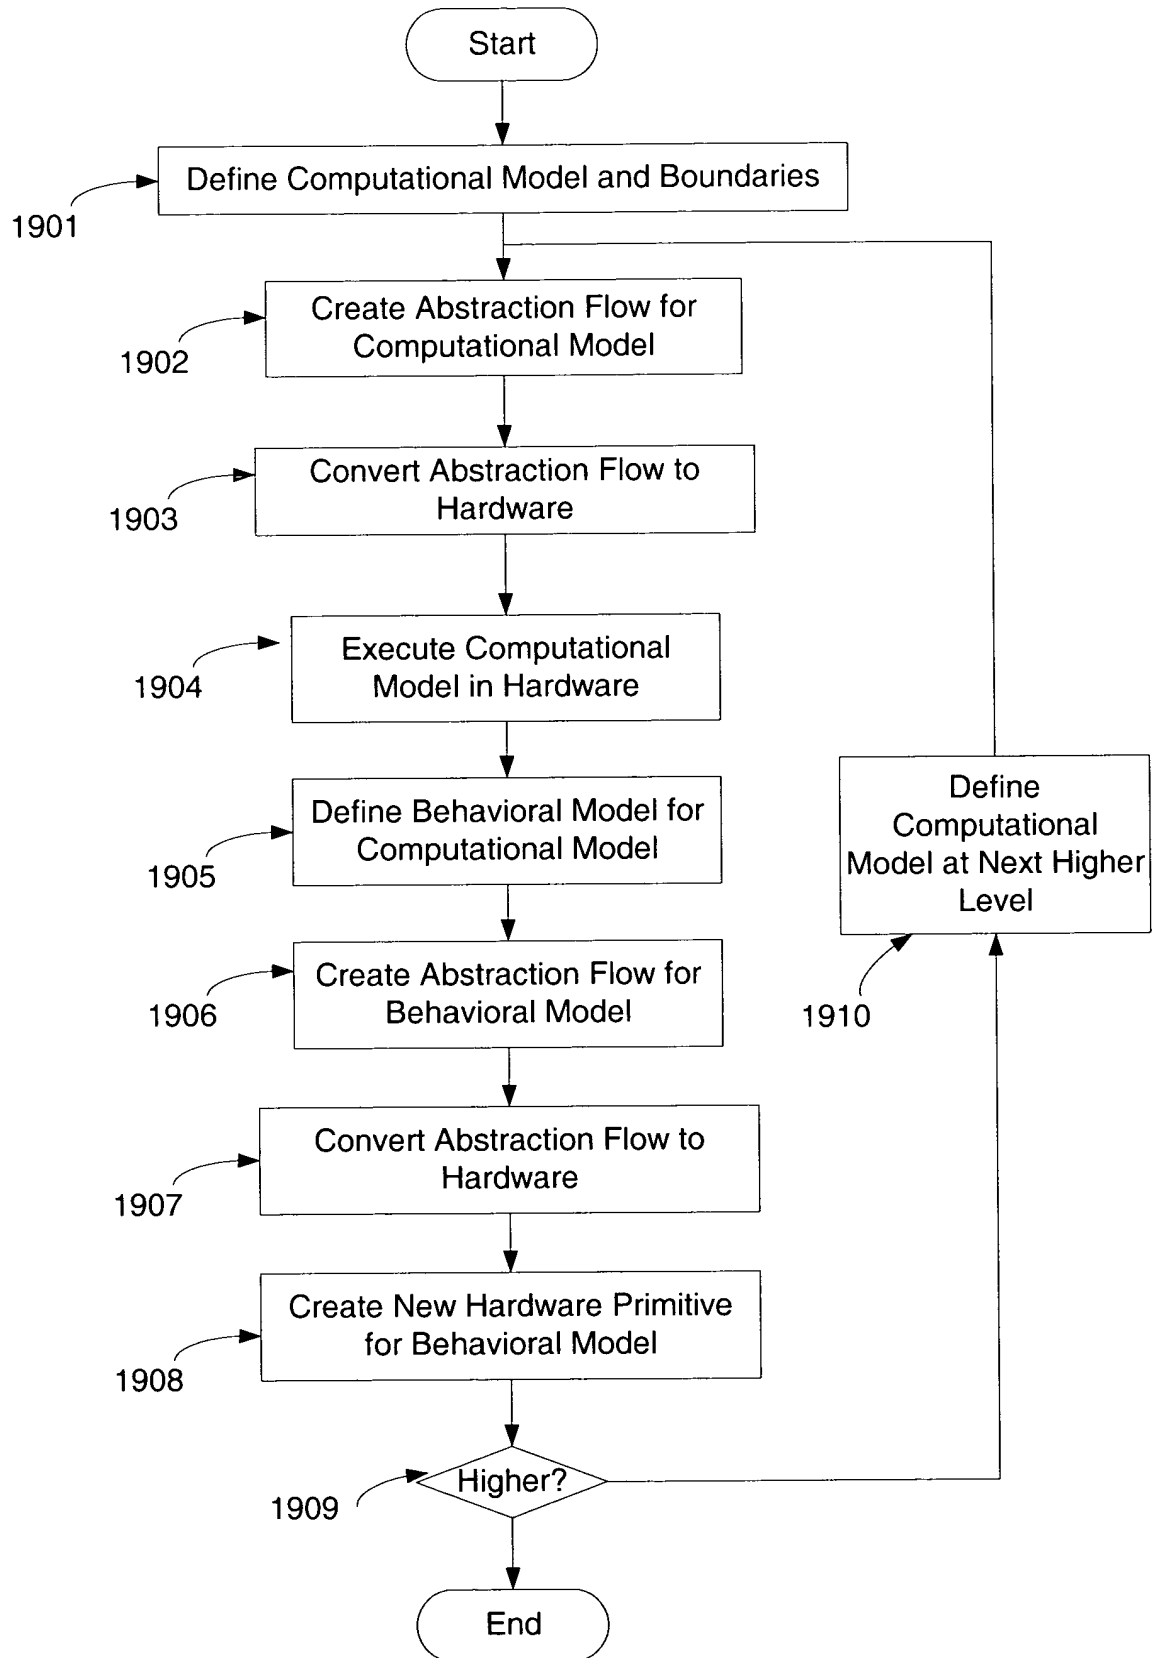 Start
Define Computational Model and Boundaries
1901
Create Abstraction Flow for
Computational Model
1902
Convert Abstraction Flow to
Hardware
1903
Execute Computational
Model in Hardware
1904
Define Behavioral Model for
Computational Model
1905
Define
Computational
Model at Next Higher
Level
1910
Create Abstraction Flow for
Behavioral Model
1906
Convert Abstraction Flow to
Hardware
1907
Create New Hardware Primitive
for Behavioral Model
1908
Higher?
1909
End